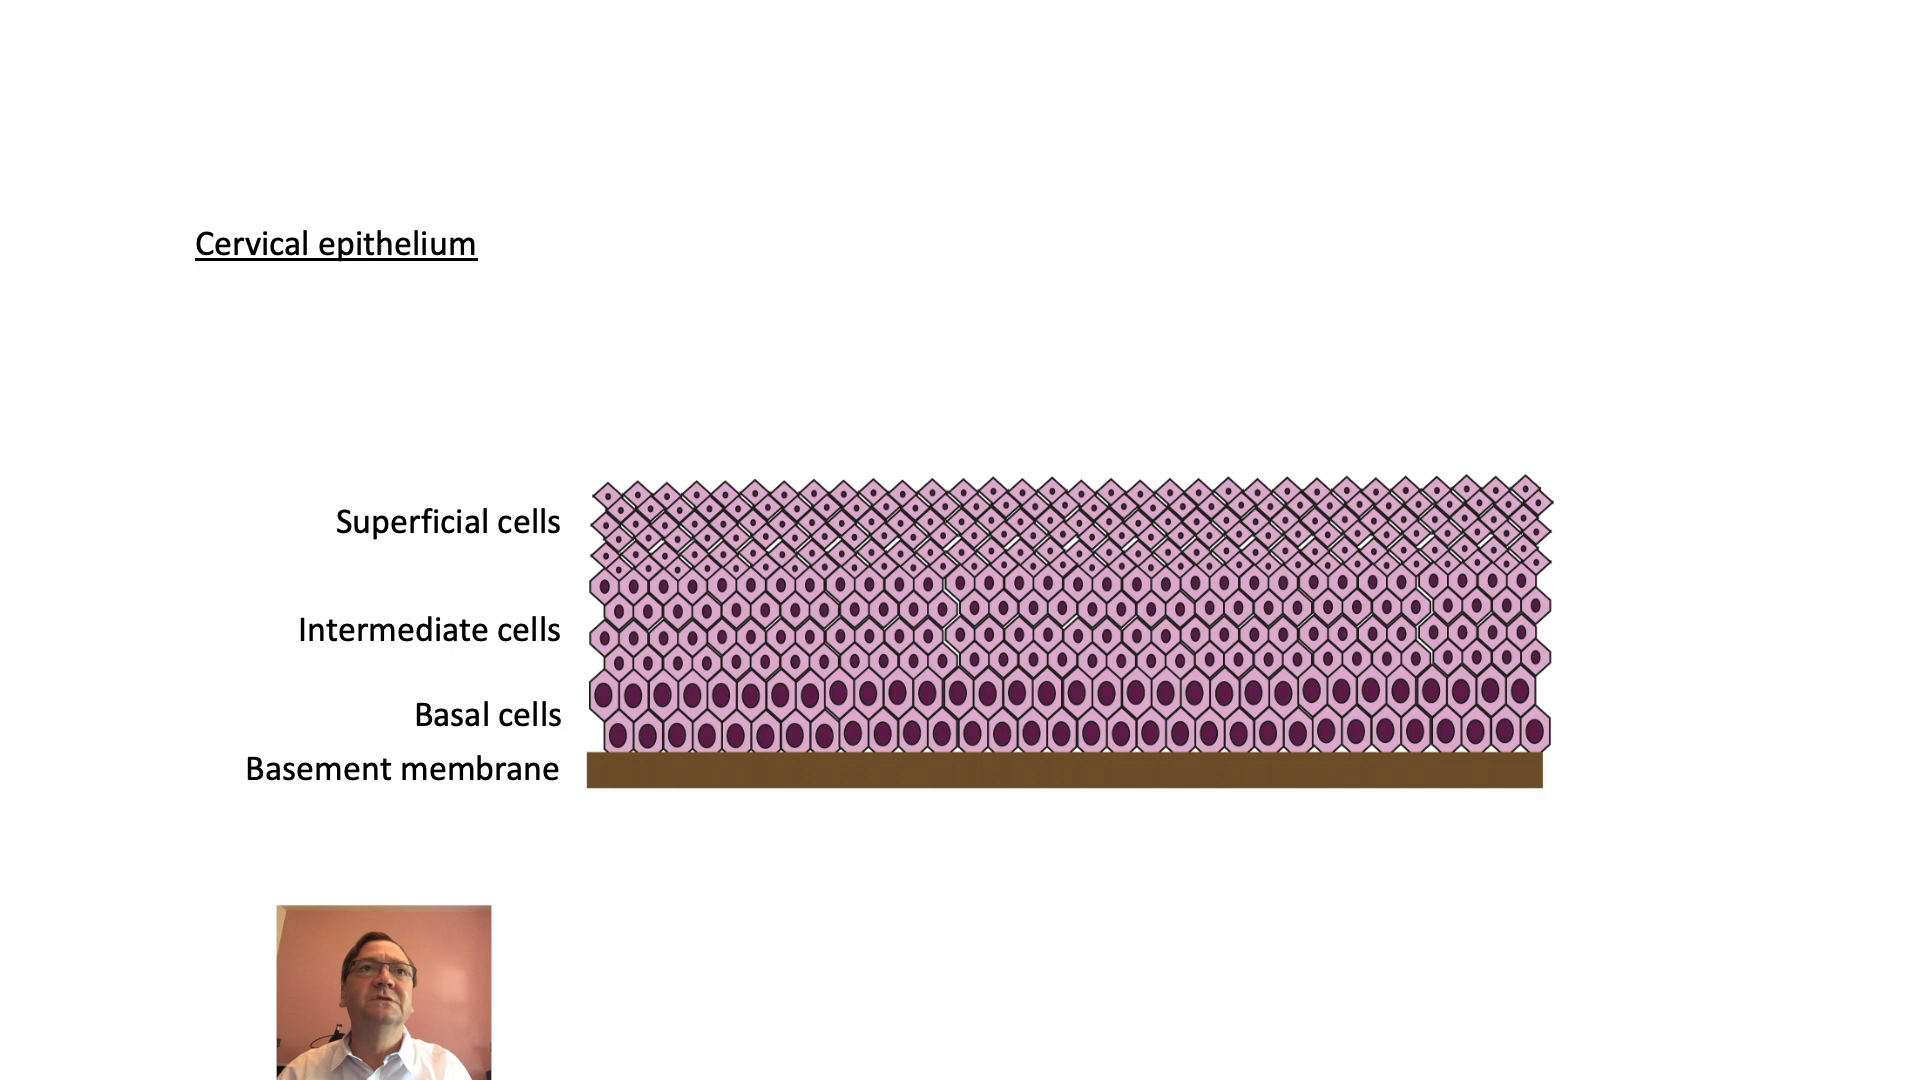 Cervical epithelium
Superficial cells
Intermediate cells
Basal cells
Basement membrane